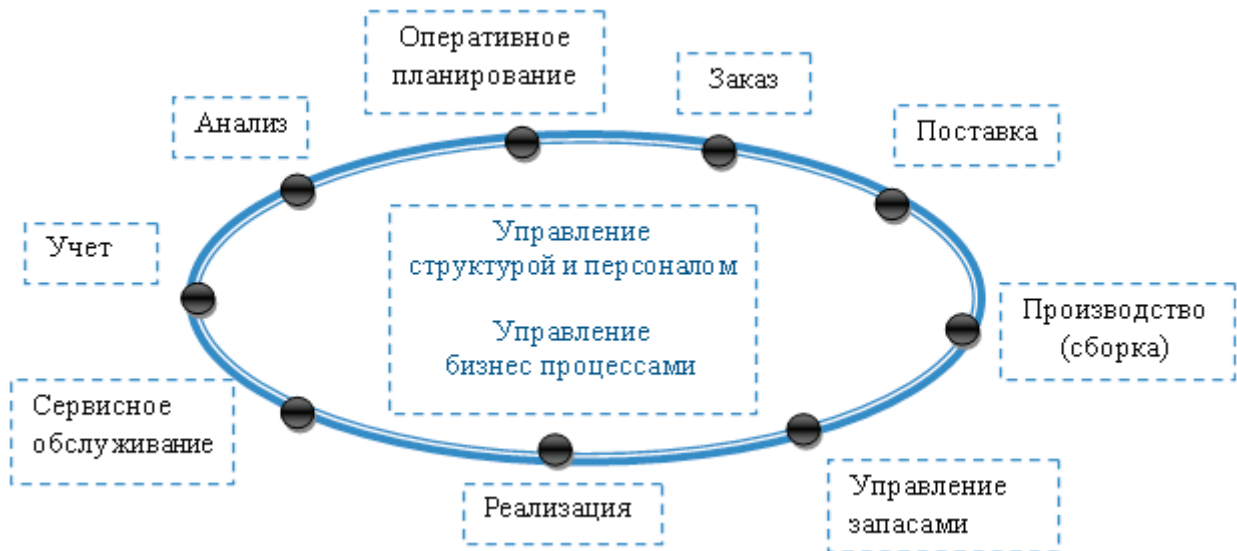 Оперативное
планирование
Заказ
Анализ
Поставка
Управление
структурой и персоналом
Управление
бизнес процессами
Учет
Производство
(сборка)
Сервисное
обслуживание
Реализация
Управление
запасами